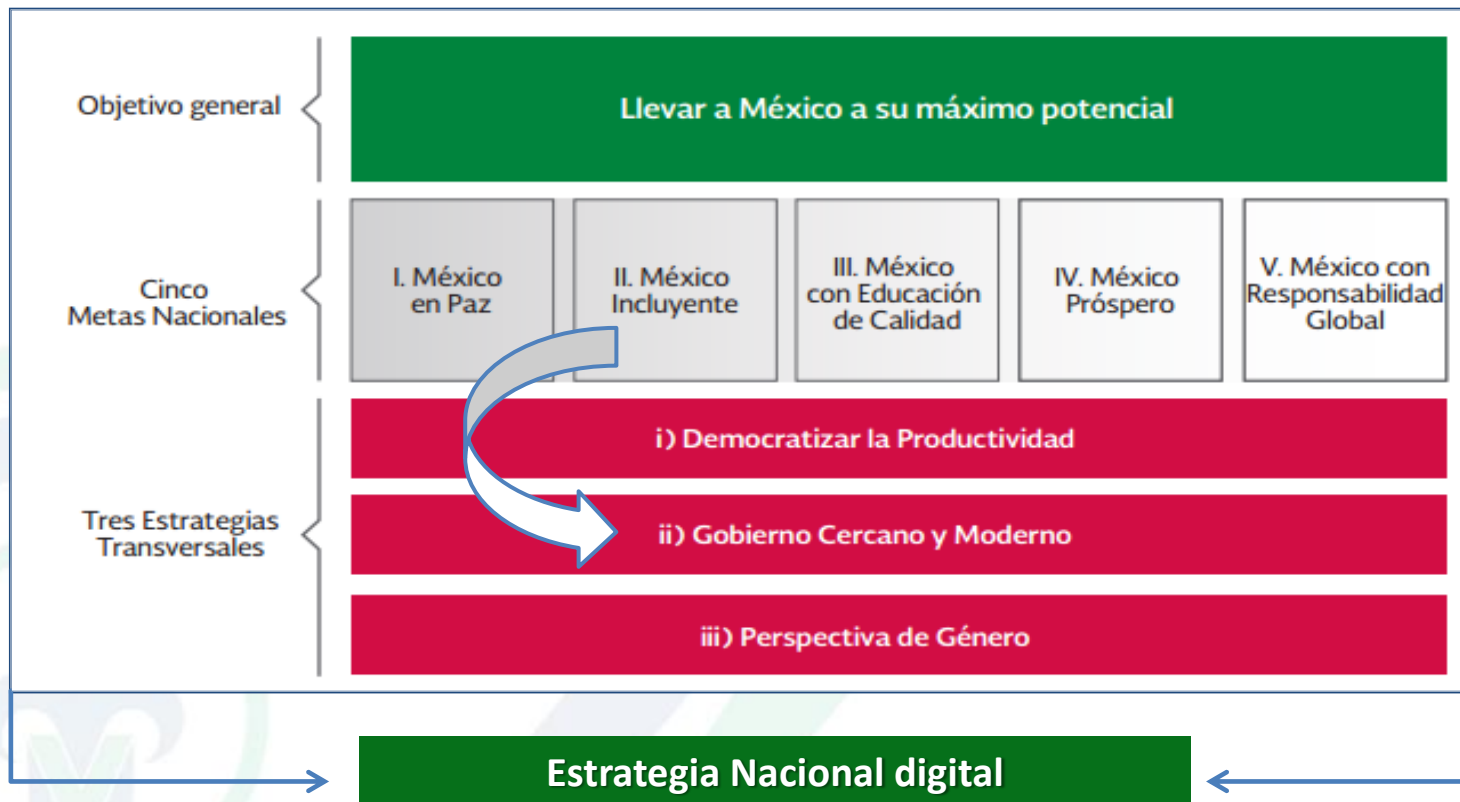 Objetivo general
Llevar a México a su máximo potencial
Cinco
Metas Nacionales
I. México
en Paz
II. México
Incluyente
III. México
con Educación
de Calidad
IV. México
Próspero
V. México con
Responsabilidad
Global
Tres Estrategias
Transversales
i) Democratizar la Productividad
ii) Gobierno Cercano y Moderno
iii) Perspectiva de Género
Estrategia Nacional digital